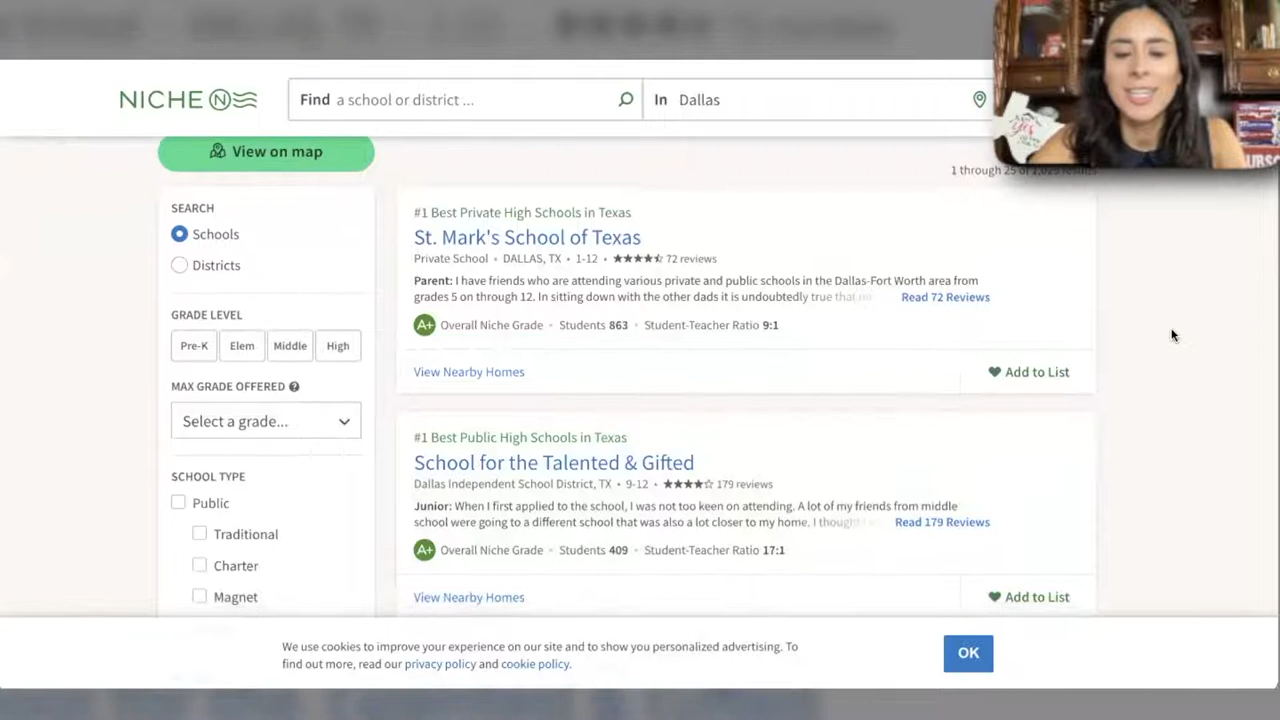 NICHE
Find a school or district ...
In Dallas
View on map
1 through 25 of
SEARCH
Schools
Districts
GRADE LEVEL
Pre-K Elem Middle High
MAX GRADE OFFERED ?
Select a grade...
SCHOOL TYPE
Public
Traditional
Charter
Magnet
#1 Best Private High Schools in Texas
St. Mark's School of Texas
Private School • DALLAS, TX • 1-12 • 72 reviews
Parent: I have friends who are attending various private and public schools in the Dallas-Fort Worth area from
grades 5 on through 12. In sitting down with the other dads it is undoubtedly true that
Read 72 Reviews
A+ Overall Niche Grade • Students 863 • Student-Teacher Ratio 9:1
View Nearby Homes
Add to List
#1 Best Public High Schools in Texas
School for the Talented & Gifted
Dallas Independent School District, TX • 9-12 • 179 reviews
Junior: When I first applied to the school, I was not too keen on attending. A lot of my friends from middle
school were going to a different school that was also a lot closer to my home. I thought
Read 179 Reviews
A+ Overall Niche Grade • Students 409 • Student-Teacher Ratio 17:1
View Nearby Homes
Add to List
We use cookies to improve your experience on our site and to show you personalized advertising. To
find out more, read our privacy policy and cookie policy.
OK